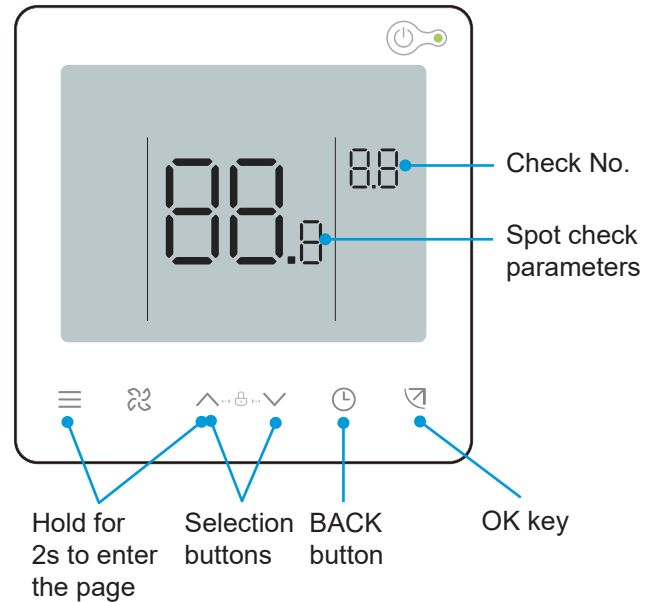 8.8
88.8
Check No.
Spot check
parameters
Hold for
2s to enter
the page
Selection
buttons
BACK
button
OK key